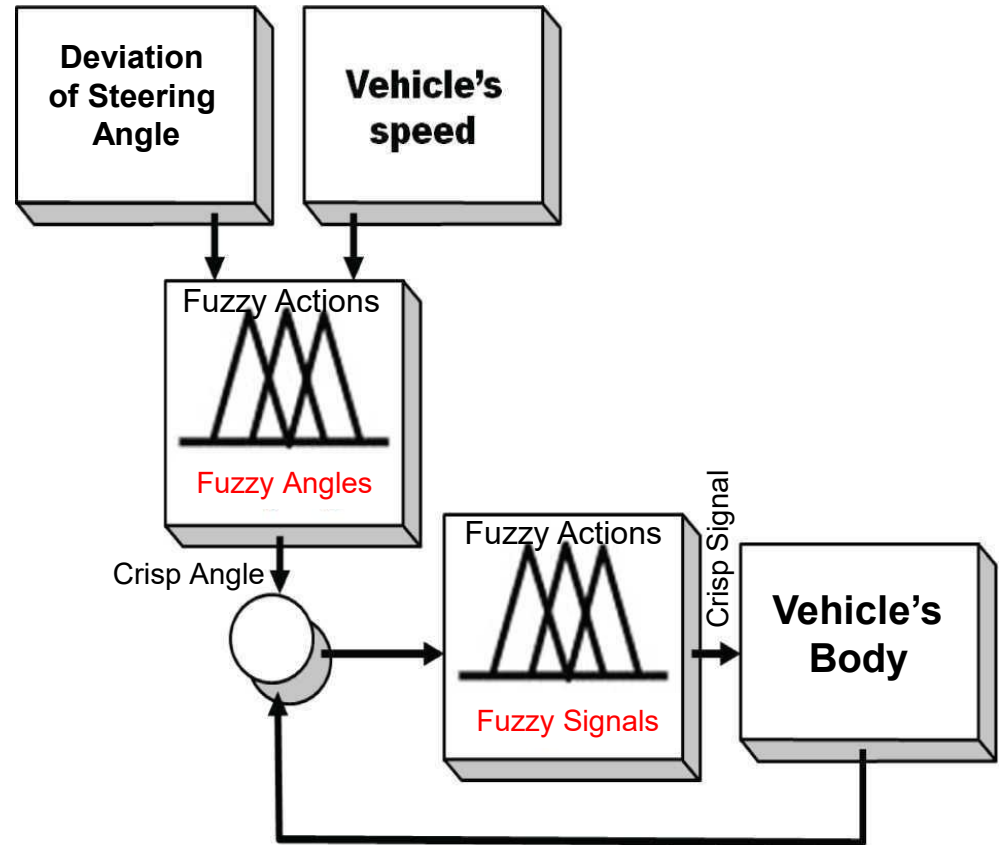 Deviation
of Steering
Angle
Vehicle's
speed
Fuzzy Actions
Fuzzy Angles
Crisp Angle
Fuzzy Actions
Fuzzy Signals
Crisp Signal
Vehicle's
Body